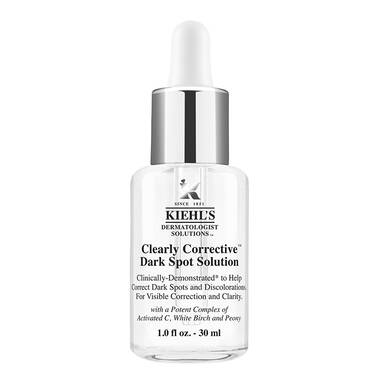 SINCE 1851
KIEHL'S
DERMATOLOGIST
SOLUTIONS™
Clearly Corrective™
Dark Spot Solution
Clinically-Demonstrated* to Help
Correct Dark Spots and Discolorations
For Visible Correction and Clarity.
with a Potent Complex of
Activated C, White Birch and Peony
1.0 fl. oz. - 30 ml